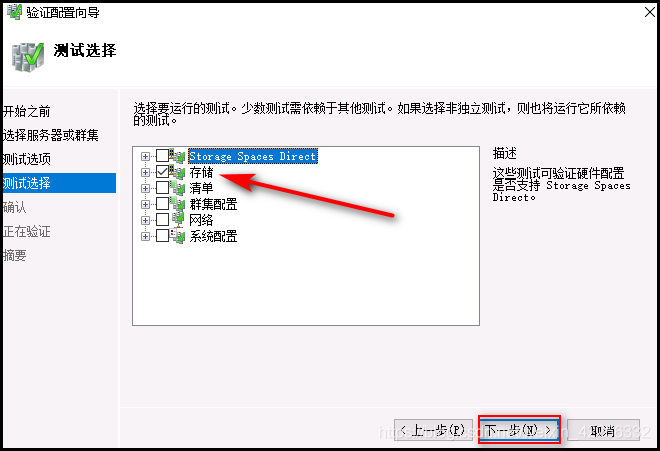 验证配置向导
测试选择
开始之前
选择服务器或群集
测试选项
测试选择
确认
正在验证
摘要
选择要运行的测试。少数测试需依赖于其他测试。如果选择非独立测试，则也将运行它所依赖
的测试。
Storage Spaces Direct
存储
清单
群集配置
网络
系统配置
描述
这些测试可验证硬件配置
是否支持 Storage Spaces
Direct。
< 上一步(P)
下一步(N) >
取消